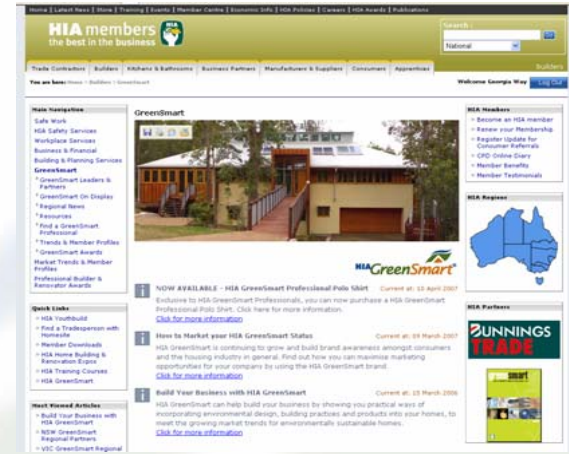 Home | Latest News | Store | Training | Events | Member Centre | Economic Info | HIA Policies | Careers | HIA Awards | Publications
HIA members
the best in the business
HIA
Search :
National
Trade Contractors | Builders | Kitchens & Bathrooms | Business Partners | Manufacturers & Suppliers | Consumers | Apprentices
Builders
You are here: Home > Builders > GreenSmart
Welcome Georgia Way
Log Out
Main Navigation
Safe Work
HIA Safety Services
Workplace Services
Business & Financial
Building & Planning Services
GreenSmart
GreenSmart Leaders & Partners
GreenSmart On Display
Regional News
Resources
Find a GreenSmart Professional
Trends & Member Profiles
GreenSmart Awards
Market Trends & Member Profiles
Professional Builder & Renovator Awards
Quick Links
HIA Youthbuild
Find a Tradesperson with Homesite
Member Downloads
HIA Home Building & Renovation Expos
HIA Training Courses
HIA GreenSmart
Most Viewed Articles
Build Your Business with HIA GreenSmart
NSW GreenSmart Regional Partners
VIC GreenSmart Regional
GreenSmart
HIA GreenSmart
NOW AVAILABLE - HIA GreenSmart Professional Polo Shirt Current at: 10 April 2007
Exclusive to HIA GreenSmart Professionals, you can now purchase a HIA GreenSmart
Professional Polo Shirt. Click here for more information.
Click for more information
How to Market your HIA GreenSmart Status Current at: 09 March 2007
HIA GreenSmart is continuing to grow and build brand awareness amongst consumers
and the housing industry in general. Find out how you can maximise marketing
opportunities for your company by using the HIA GreenSmart brand.
Click for more information
Build Your Business with HIA GreenSmart Current at: 15 March 2006
HIA GreenSmart can help build your business by showing you practical ways of
incorporating environmental design, building practices and products into your homes, to
meet the growing market trends for environmentally sustainable homes.
Click for more information
HIA Members
Become an HIA member
Renew your Membership
Register Update for Consumer Referrals
CPD Online Diary
Member Benefits
Member Testimonials
HIA Regions
HIA Partners
BUNNINGS
TRADE
green smart